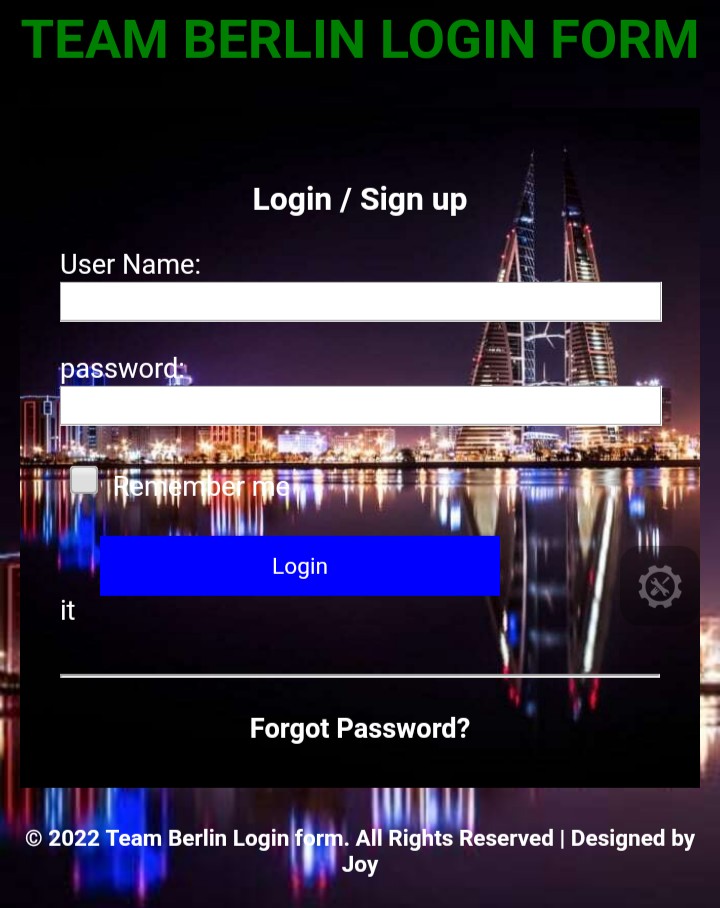 TEAM BERLIN LOGIN FORM
Login / Sign up
User Name:
password:
Remember me
Login
it
Forgot Password?
© 2022 Team Berlin Login form. All Rights Reserved | Designed by
Joy